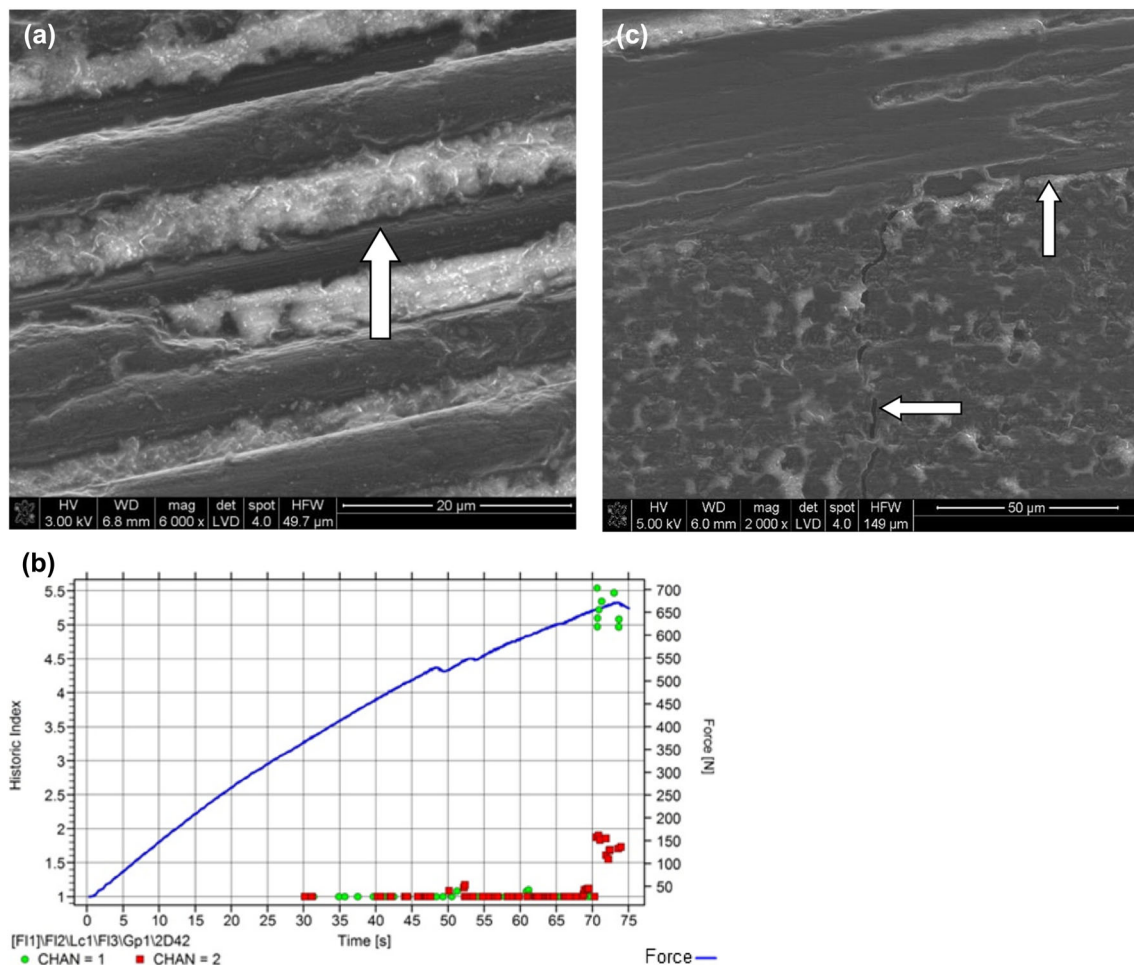 (a)
HV WD mag det spot HFW
3.00 kV 6.8 mm 6 000 x LVD 4.0 49.7 µm
20 µm
(c)
HV WD mag det spot HFW
5.00 kV 6.0 mm 2 000 x LVD 4.0 149 µm
50 µm
(b)
5.5
5
4.5
4
3.5
3
2.5
2
1.5
1
Historic Index
700
650
600
550
500
450
400
350
300
250
200
150
100
50
Force [N]
0 5 10 15 20 25 30 35 40 45 50 55 60 65 70 75
Time [s]
[FI1]\FI2\Lc1\FI3\Gp1\2D42
CHAN = 1 CHAN = 2
Force